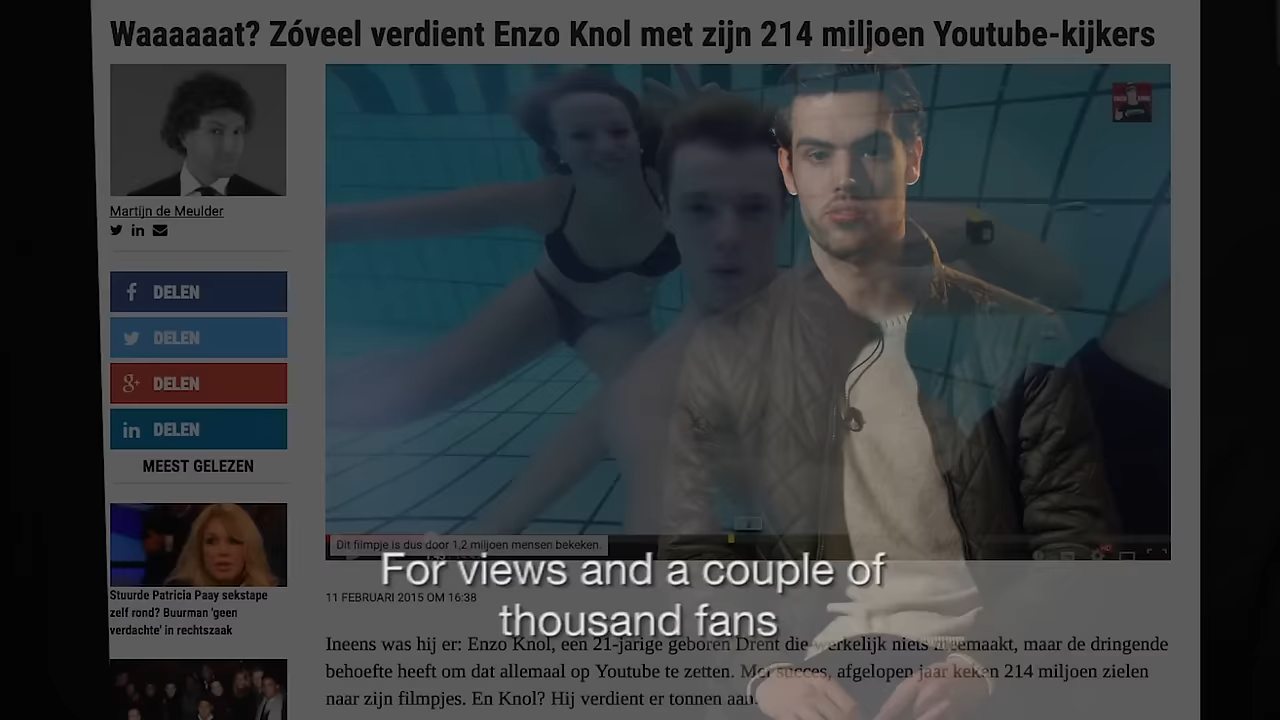 Waaaaaat? Zóveel verdient Enzo Knol met zijn 214 miljoen Youtube-kijkers
Martijn de Meulder
DELEN
DELEN
DELEN
DELEN
MEEST GELEZEN
Stuurde Patricia Paay sekstape
zelf rond? Buurman 'geen
verdachte' in rechtszaak
Dit filmpje is dus door 1,2 miljoen mensen bekeken.
For views and a couple of
thousand fans
11 FEBRUARI 2015 OM 16:38
Ineens was hij er: Enzo Knol, een 21-jarige geboren Drent die werkelijk niets meemaakt, maar de dringende
behoefte heeft om dat allemaal op Youtube te zetten. Met succes, afgelopen jaar keken 214 miljoen zielen
naar zijn filmpjes. En Knol? Hij verdient er tonnen aan.